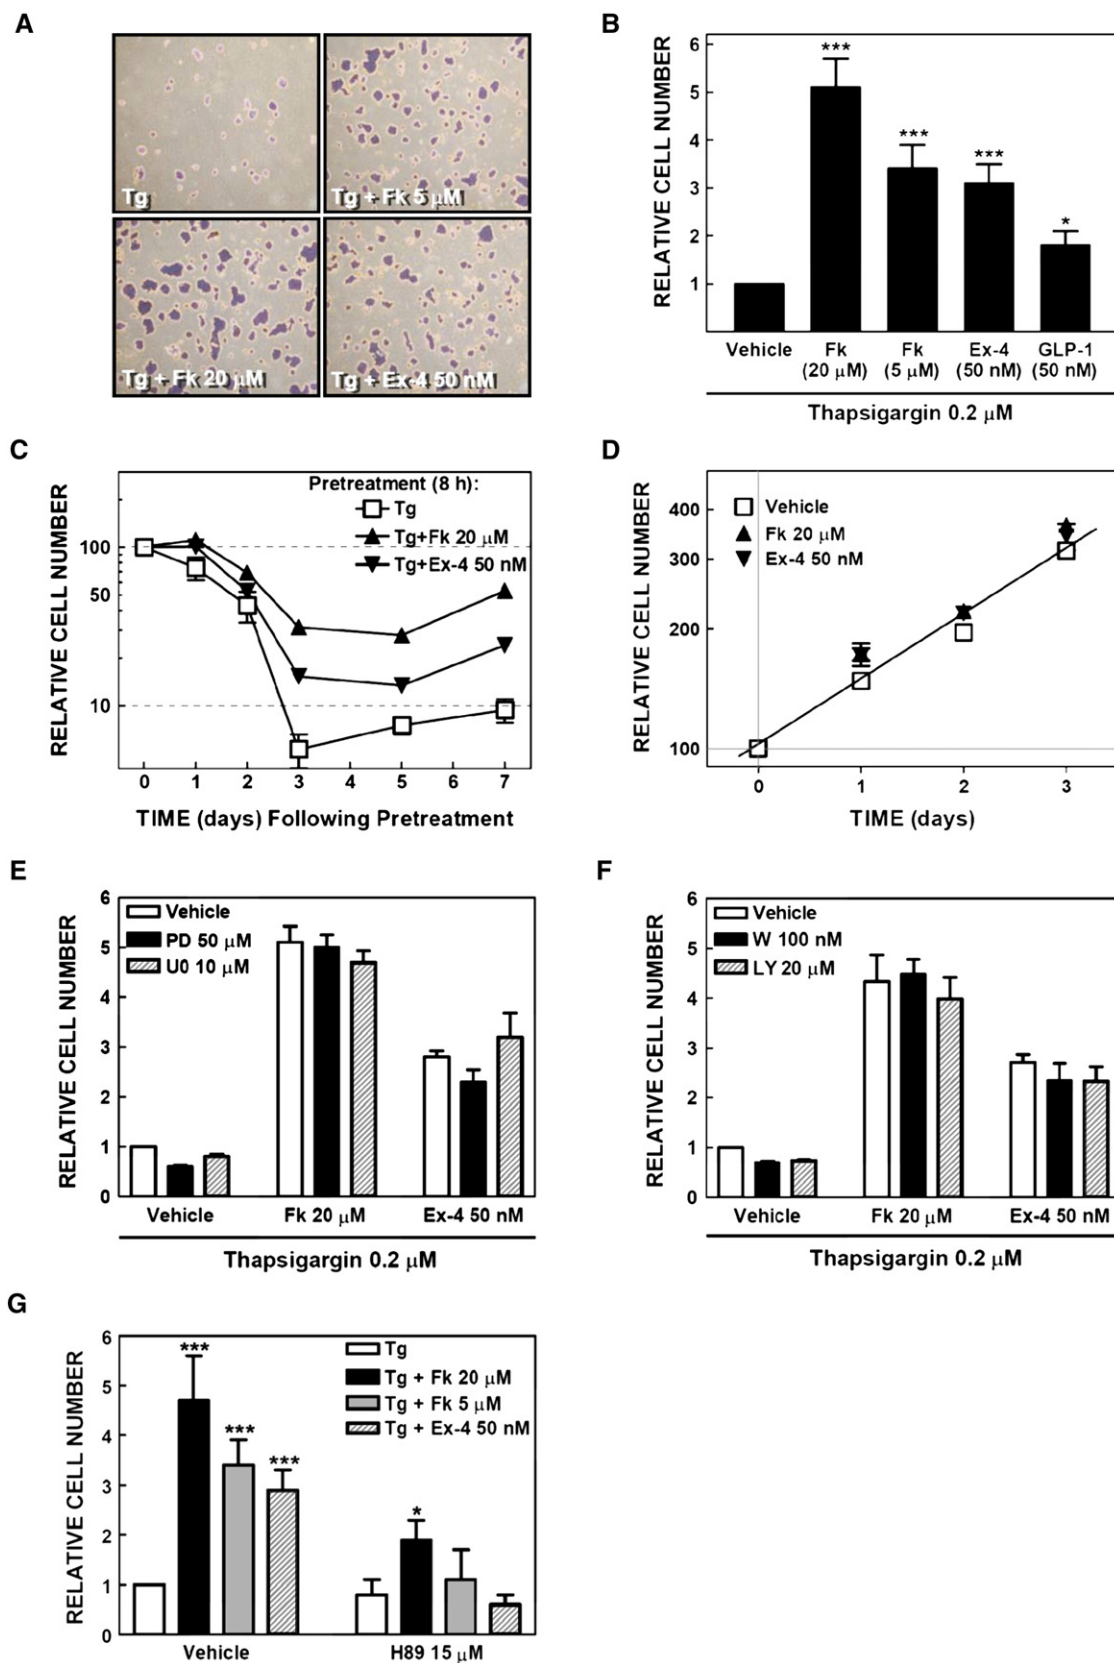 A
Tg
Tg + Fk 5 μM
Tg + Fk 20 μM
Tg + Ex-4 50 nM
B
RELATIVE CELL NUMBER
6
5
4
3
2
1
***
***
***
*
Vehicle Fk Fk Ex-4 GLP-1
(20 μM) (5 μM) (50 nM) (50 nM)
Thapsigargin 0.2 μM
C
RELATIVE CELL NUMBER
100
50
10
Pretreatment (8 h):
Tg
Tg+Fk 20 μM
Tg+Ex-4 50 nM
0 1 2 3 4 5 6 7
TIME (days) Following Pretreatment
D
RELATIVE CELL NUMBER
400
300
200
100
Vehicle
Fk 20 μM
Ex-4 50 nM
0 1 2 3
TIME (days)
E
RELATIVE CELL NUMBER
6
5
4
3
2
1
0
Vehicle
PD 50 μM
U0 10 μM
Vehicle Fk 20 μM Ex-4 50 nM
Thapsigargin 0.2 μM
F
RELATIVE CELL NUMBER
6
5
4
3
2
1
0
Vehicle
W 100 nM
LY 20 μM
Vehicle Fk 20 μM Ex-4 50 nM
Thapsigargin 0.2 μM
G
RELATIVE CELL NUMBER
6
5
4
3
2
1
0
***
***
***
*
Tg
Tg + Fk 20 μM
Tg + Fk 5 μM
Tg + Ex-4 50 nM
Vehicle H89 15 μM